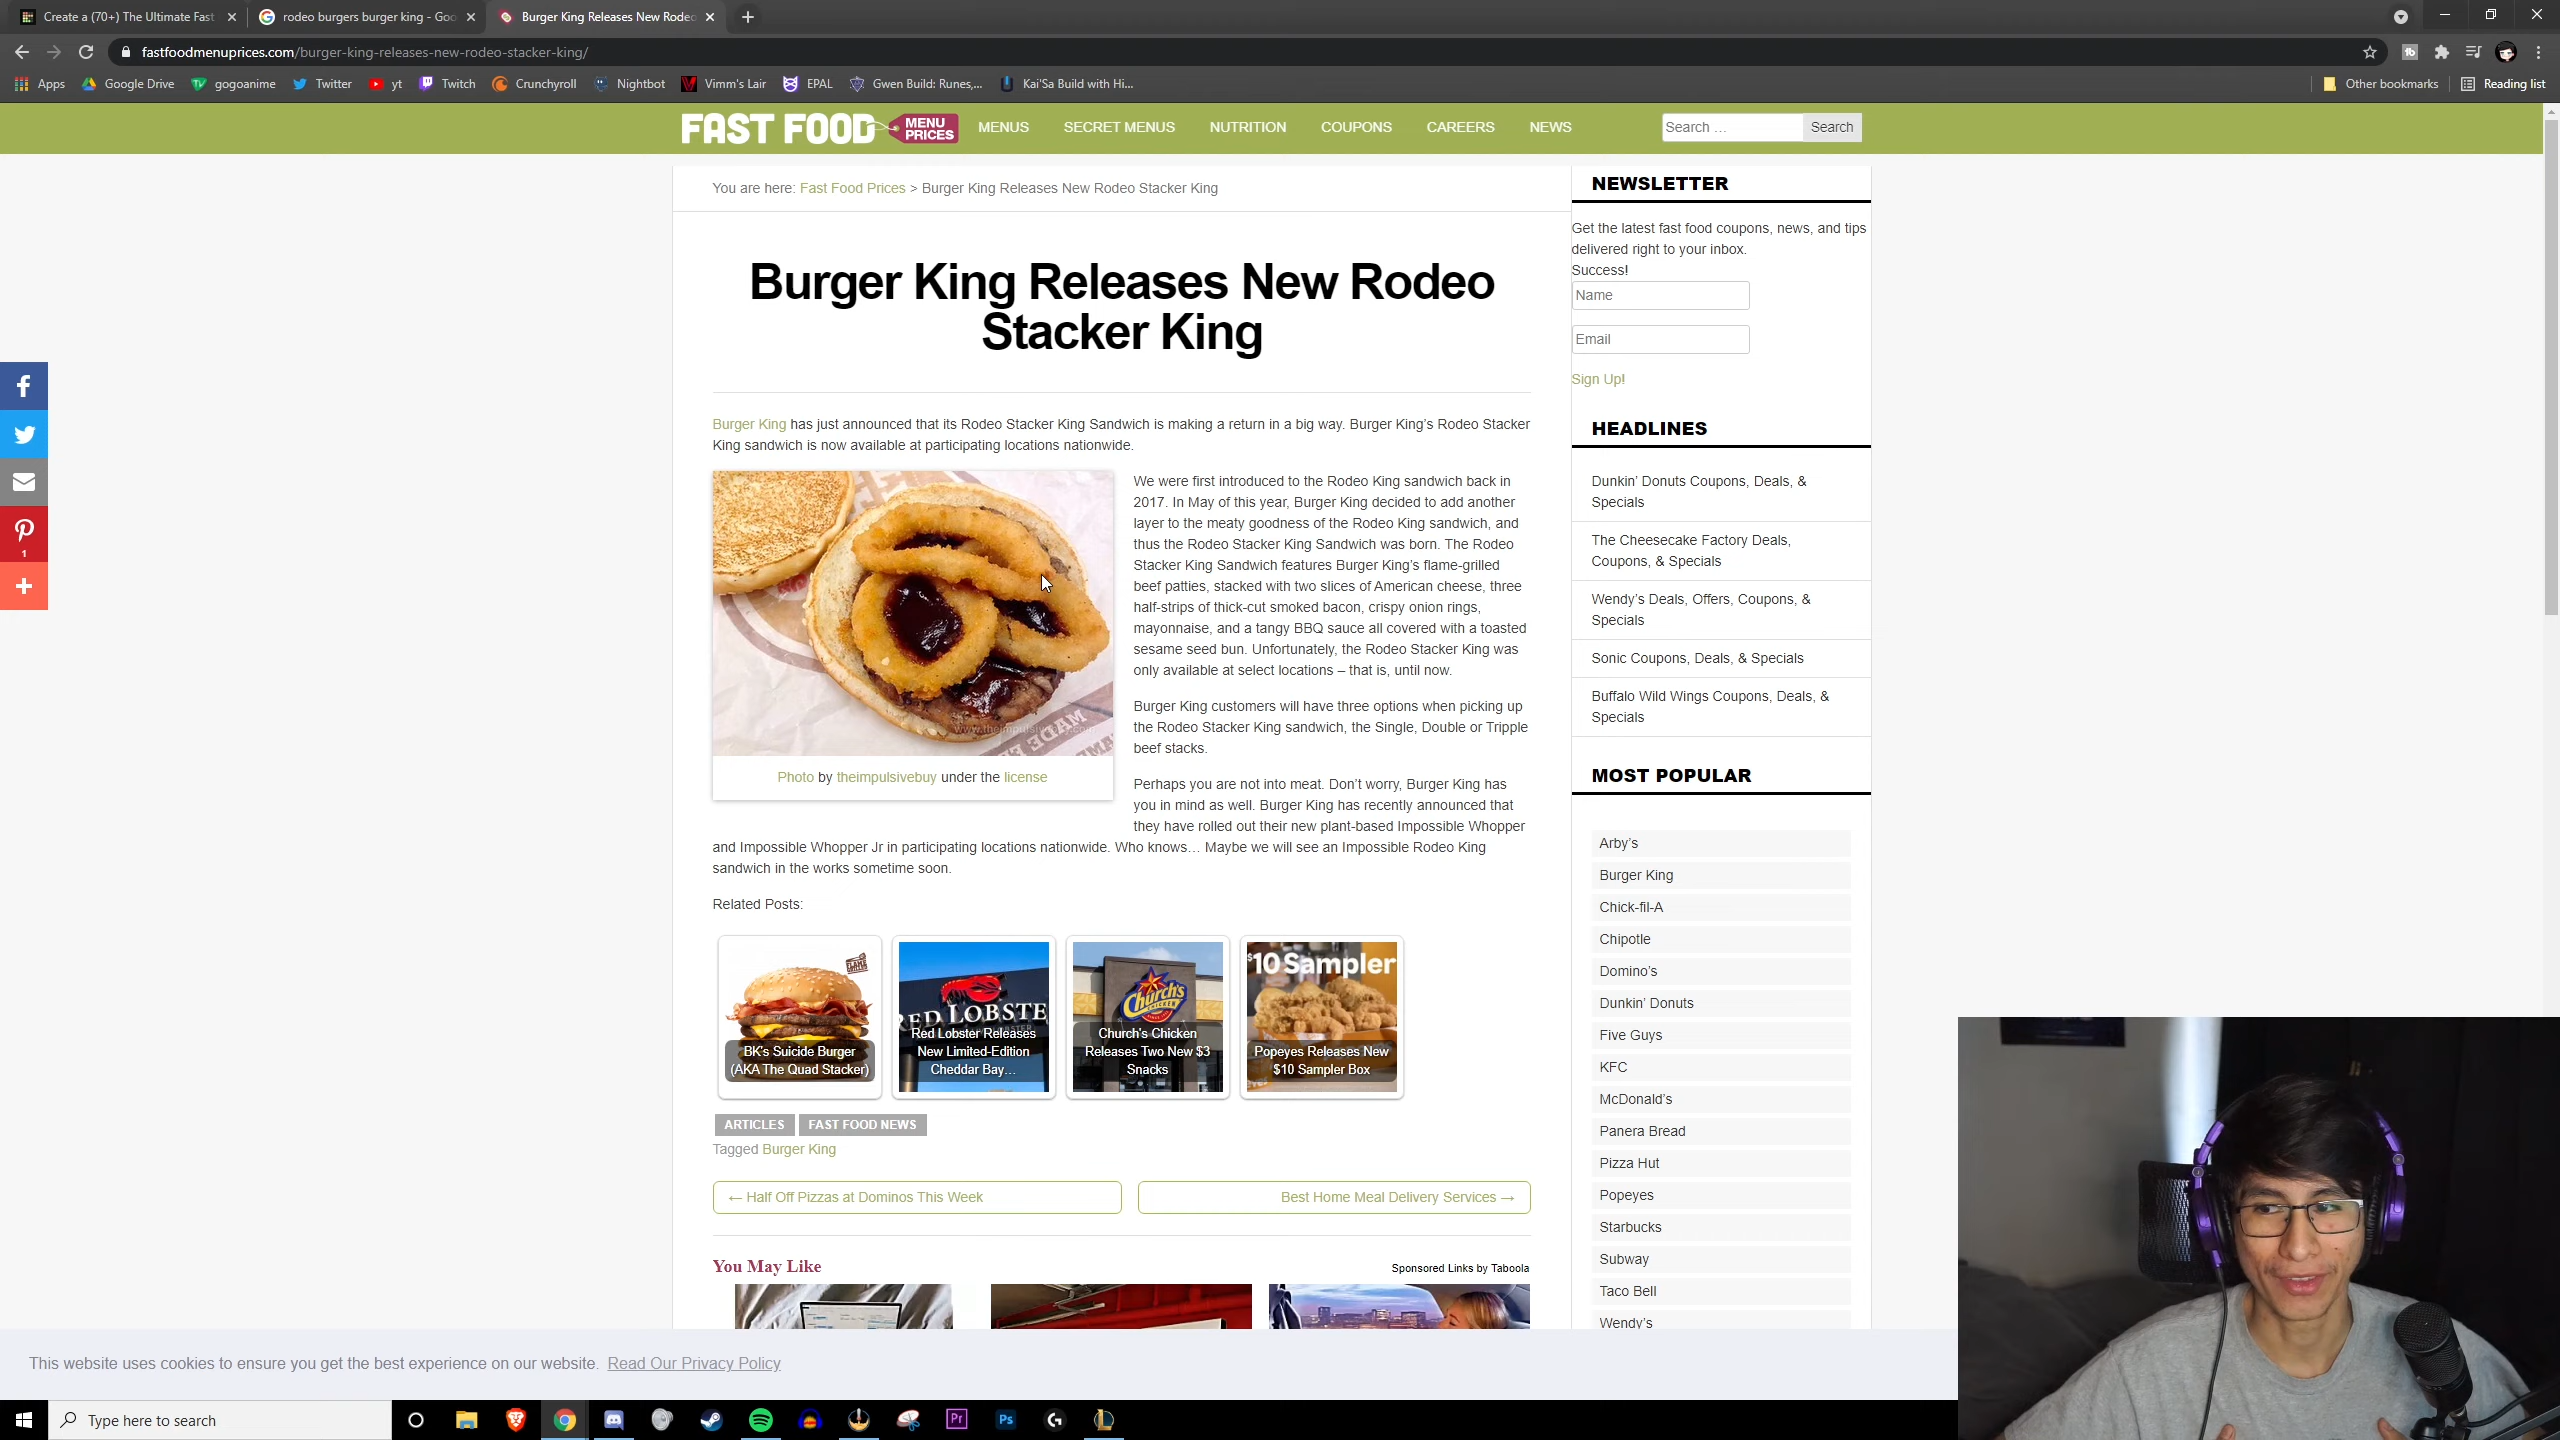 Create a (70+) The Ultimate Fast
rodeo burgers burger king - Goo
Burger King Releases New Rodeo
fastfoodmenuprices.com/burger-king-releases-new-rodeo-stacker-king/
Apps
Google Drive
gogoanime
Twitter
yt
Twitch
Crunchyroll
Nightbot
Vimm's Lair
EPAL
Gwen Build: Runes,...
Kai'Sa Build with Hi...
Other bookmarks
Reading list
FAST FOOD MENU PRICES
MENUS
SECRET MENUS
NUTRITION
COUPONS
CAREERS
NEWS
Search …
Search
You are here: Fast Food Prices > Burger King Releases New Rodeo Stacker King
Burger King Releases New Rodeo
Stacker King
Burger King has just announced that its Rodeo Stacker King Sandwich is making a return in a big way. Burger King's Rodeo Stacker
King sandwich is now available at participating locations nationwide.
We were first introduced to the Rodeo King sandwich back in
2017. In May of this year, Burger King decided to add another
layer to the meaty goodness of the Rodeo King sandwich, and
thus the Rodeo Stacker King Sandwich was born. The Rodeo
Stacker King Sandwich features Burger King's flame-grilled
beef patties, stacked with two slices of American cheese, three
half-strips of thick-cut smoked bacon, crispy onion rings,
mayonnaise, and a tangy BBQ sauce all covered with a toasted
sesame seed bun. Unfortunately, the Rodeo Stacker King was
only available at select locations – that is, until now.
Photo by theimpulsivebuy under the license
Burger King customers will have three options when picking up
the Rodeo Stacker King sandwich, the Single, Double or Tripple
beef stacks.
Perhaps you are not into meat. Don't worry, Burger King has
you in mind as well. Burger King has recently announced that
they have rolled out their new plant-based Impossible Whopper
and Impossible Whopper Jr in participating locations nationwide. Who knows… Maybe we will see an Impossible Rodeo King
sandwich in the works sometime soon.
Related Posts:
BK's Suicide Burger
(AKA The Quad Stacker)
RED LOBSTE
Red Lobster Releases
New Limited-Edition
Cheddar Bay…
Church's
Church's Chicken
Releases Two New $3
Snacks
$10 Sampler
Popeyes Releases New
$10 Sampler Box
ARTICLES
FAST FOOD NEWS
Tagged Burger King
← Half Off Pizzas at Dominos This Week
Best Home Meal Delivery Services →
You May Like
Sponsored Links by Taboola
NEWSLETTER
Get the latest fast food coupons, news, and tips
delivered right to your inbox.
Success!
Name
Email
Sign Up!
HEADLINES
Dunkin' Donuts Coupons, Deals, &
Specials
The Cheesecake Factory Deals,
Coupons, & Specials
Wendy's Deals, Offers, Coupons, &
Specials
Sonic Coupons, Deals, & Specials
Buffalo Wild Wings Coupons, Deals, &
Specials
MOST POPULAR
Arby's
Burger King
Chick-fil-A
Chipotle
Domino's
Dunkin' Donuts
Five Guys
KFC
McDonald's
Panera Bread
Pizza Hut
Popeyes
Starbucks
Subway
Taco Bell
Wendy's
1
This website uses cookies to ensure you get the best experience on our website. Read Our Privacy Policy
Type here to search
Pr
Ps